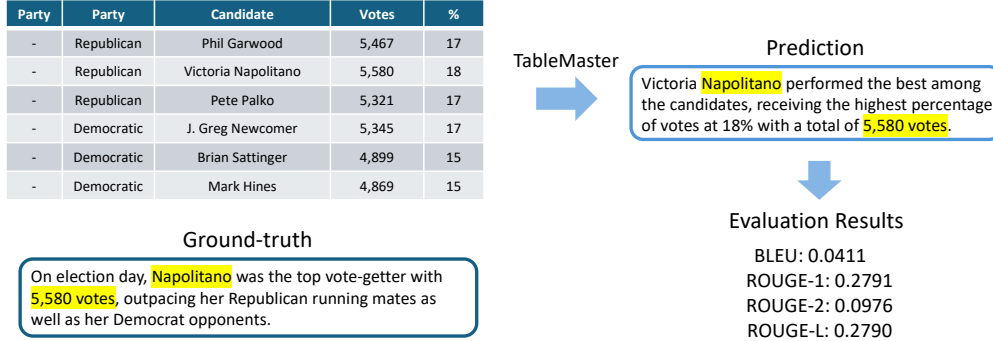 Party Party Candidate Votes %
- Republican Phil Garwood 5,467 17
- Republican Victoria Napolitano 5,580 18
- Republican Pete Palko 5,321 17
- Democratic J. Greg Newcomer 5,345 17
- Democratic Brian Sattinger 4,899 15
- Democratic Mark Hines 4,869 15
Ground-truth
On election day, Napolitano was the top vote-getter with
5,580 votes, outpacing her Republican running mates as
well as her Democrat opponents.
TableMaster
Prediction
Victoria Napolitano performed the best among
the candidates, receiving the highest percentage
of votes at 18% with a total of 5,580 votes.
Evaluation Results
BLEU: 0.0411
ROUGE-1: 0.2791
ROUGE-2: 0.0976
ROUGE-L: 0.2790